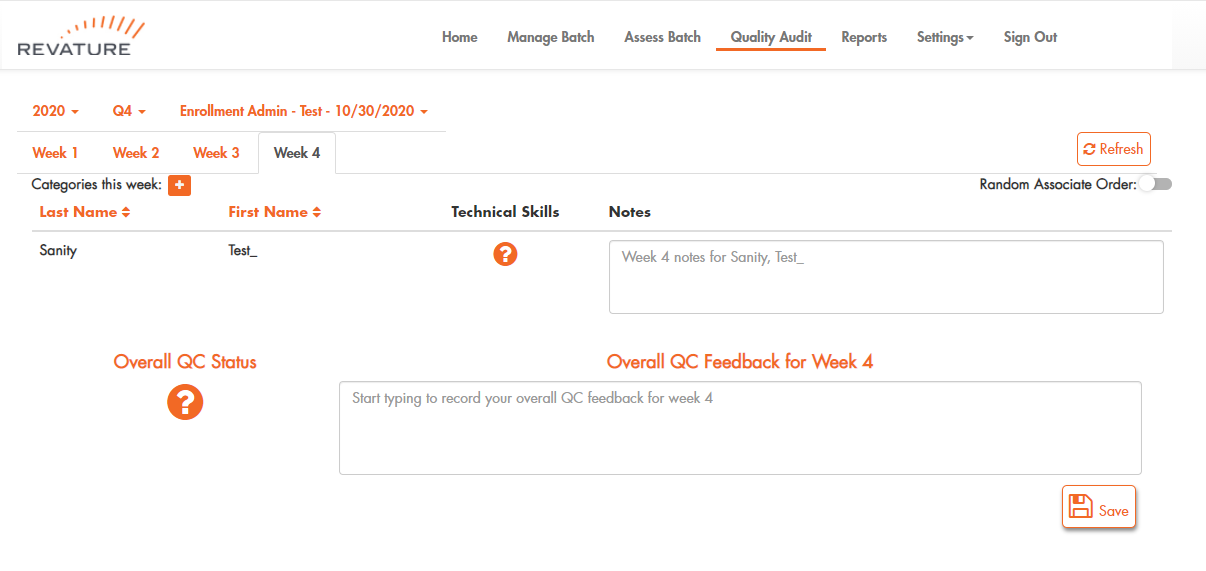 REVATURE
Home Manage Batch Assess Batch Quality Audit Reports Settings Sign Out
2020 Q4 Enrollment Admin - Test - 10/30/2020
Week 1 Week 2 Week 3 Week 4
Refresh
Categories this week: +
Random Associate Order:
Last Name First Name Technical Skills Notes
Sanity Test_ ? Week 4 notes for Sanity, Test_
Overall QC Status Overall QC Feedback for Week 4
? Start typing to record your overall QC feedback for week 4
Save